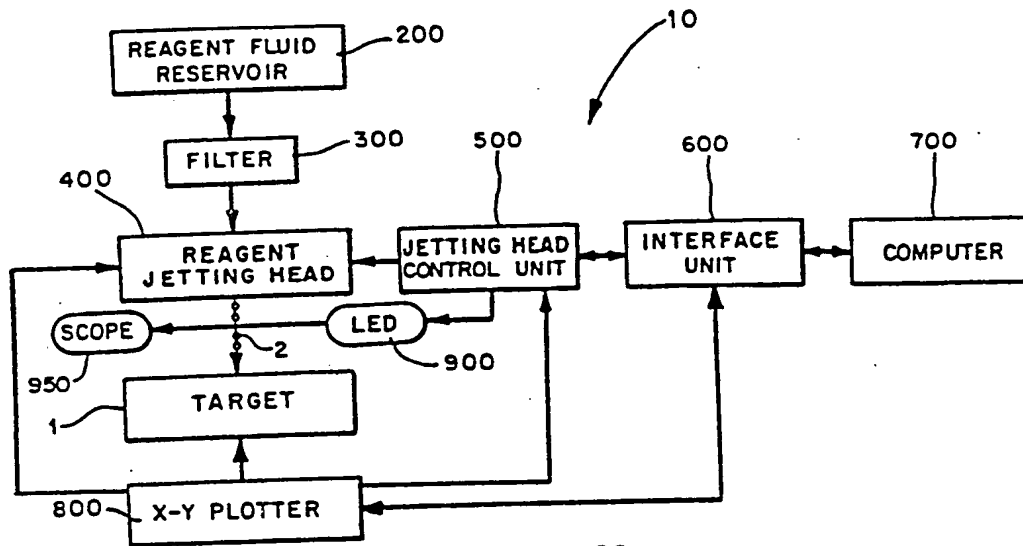 10
REAGENT FLUID
RESERVOIR
200
FILTER
300
400
500
600
700
REAGENT
JETTING HEAD
JETTING HEAD
CONTROL UNIT
INTERFACE
UNIT
COMPUTER
SCOPE
LED
2
950
900
TARGET
1
X-Y PLOTTER
800